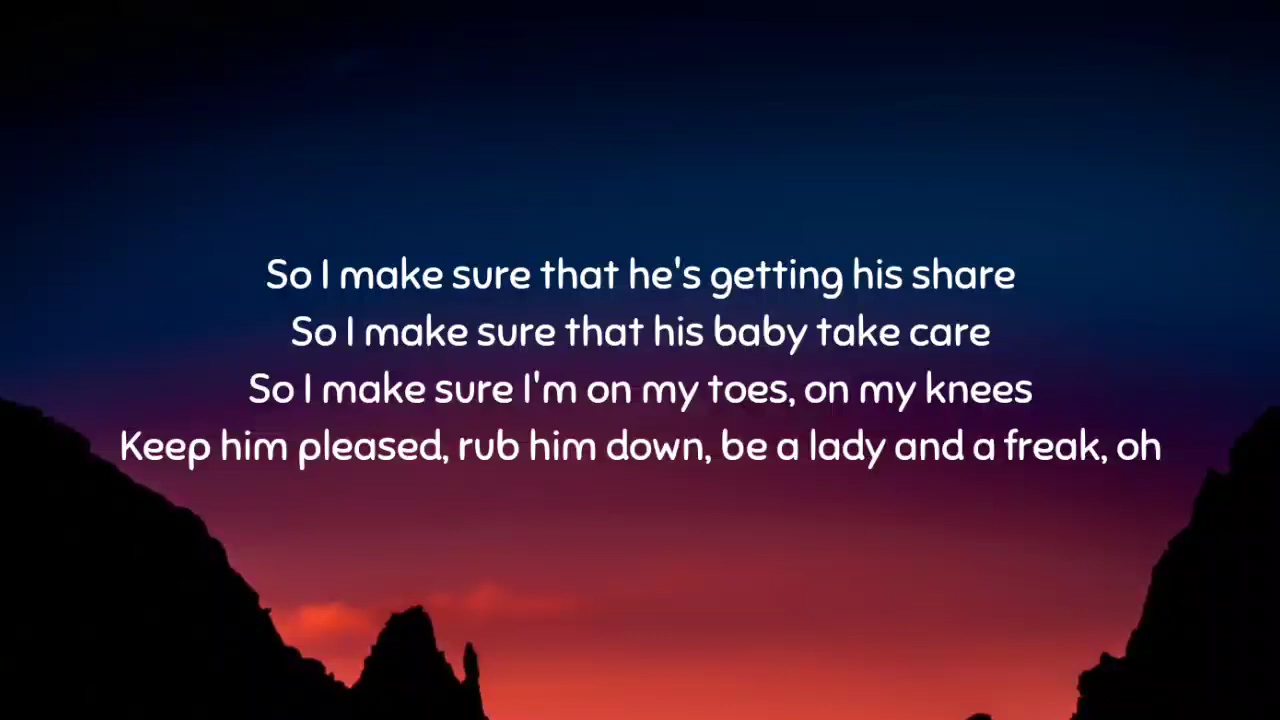 So I make sure that he's getting his share
So I make sure that his baby take care
So I make sure I'm on my toes, on my knees
Keep him pleased, rub him down, be a lady and a freak, oh